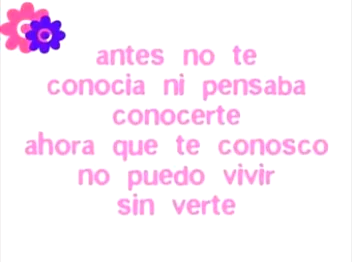 antes no te
conocia ni pensaba
conocerte
ahora que te conosco
no puedo vivir
sin verte